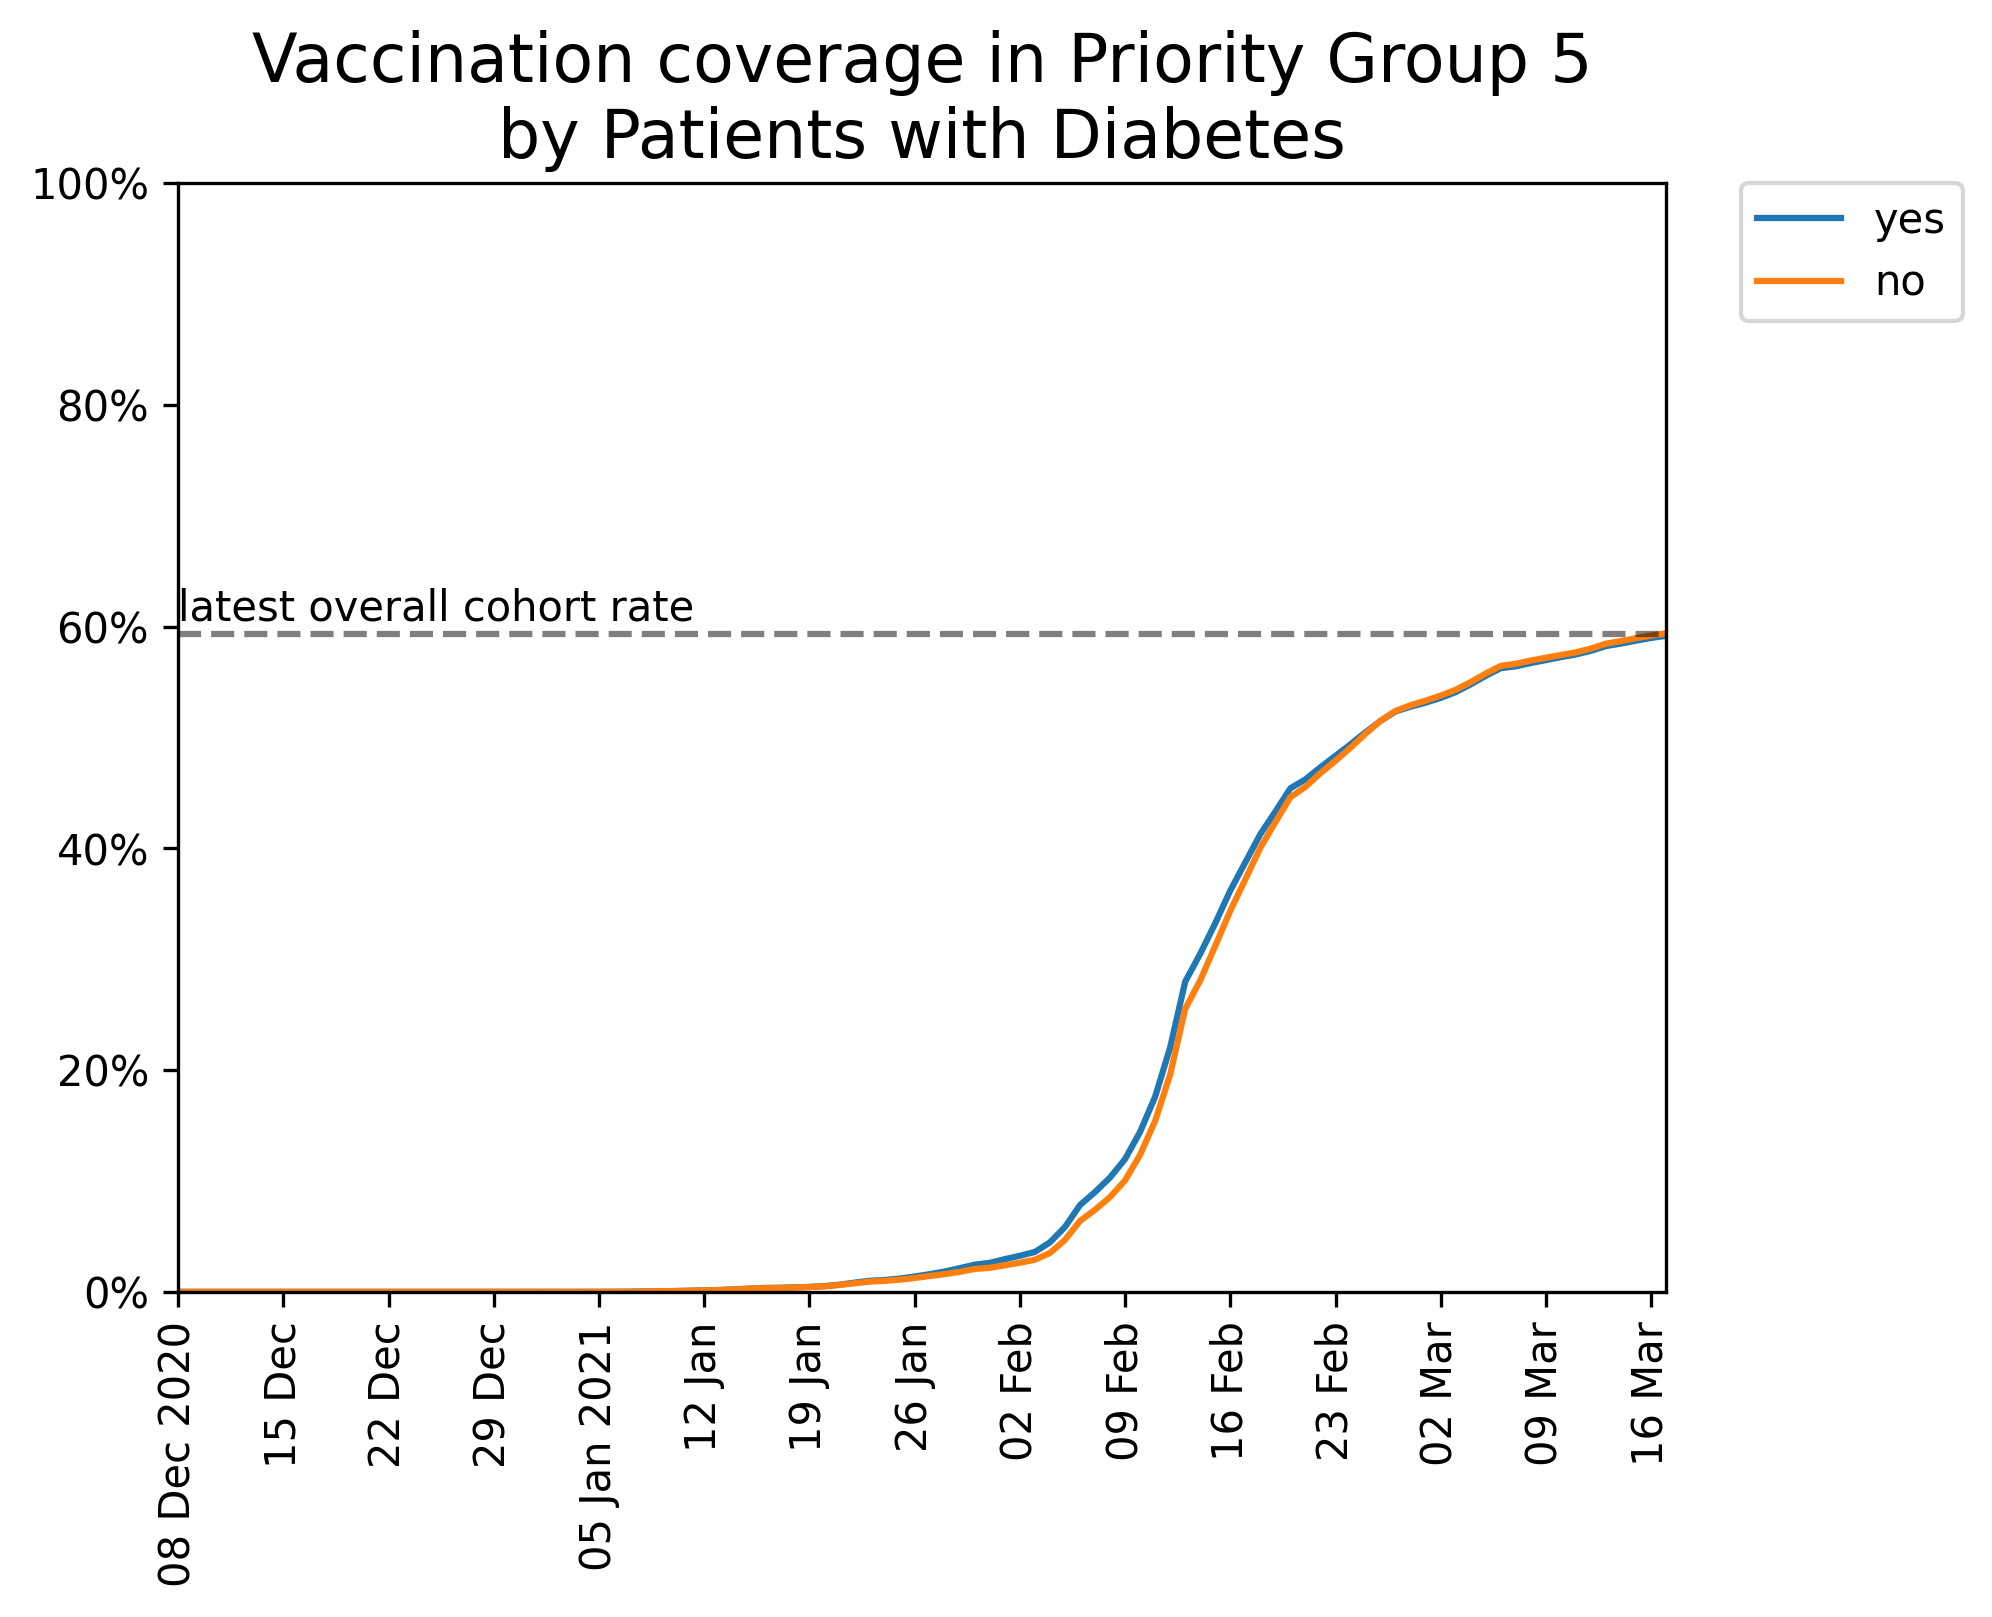 Vaccination coverage in Priority Group 5
by Patients with Diabetes
100%
80%
60%
40%
20%
0%
latest overall cohort rate
yes
no
08 Dec 2020
15 Dec
22 Dec
29 Dec
05 Jan 2021
12 Jan
19 Jan
26 Jan
02 Feb
09 Feb
16 Feb
23 Feb
02 Mar
09 Mar
16 Mar